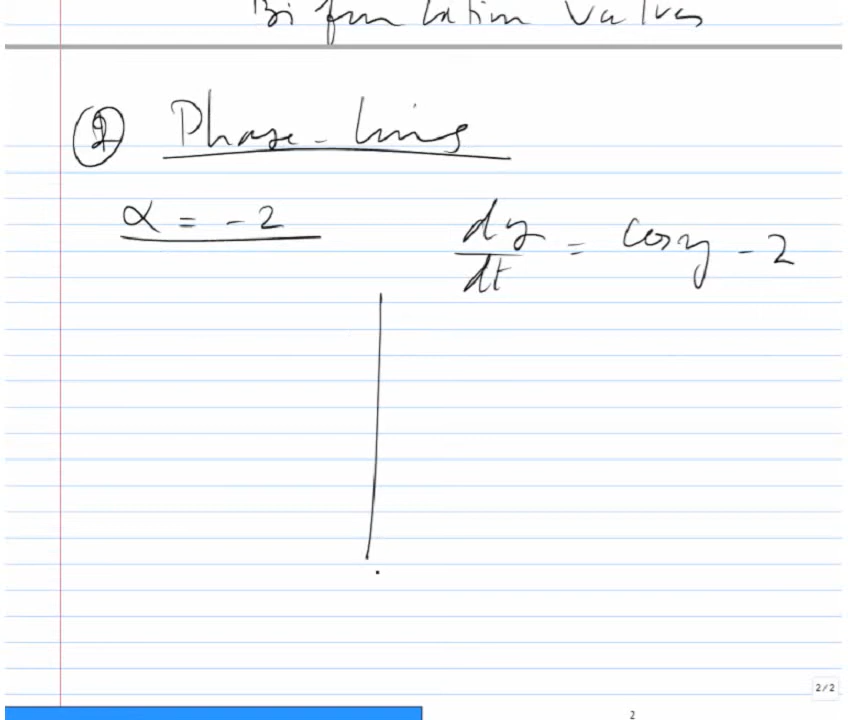 Bifurcation Values
② Phase-lines
α = -2 dy/dt = cos y - 2
2/2
2